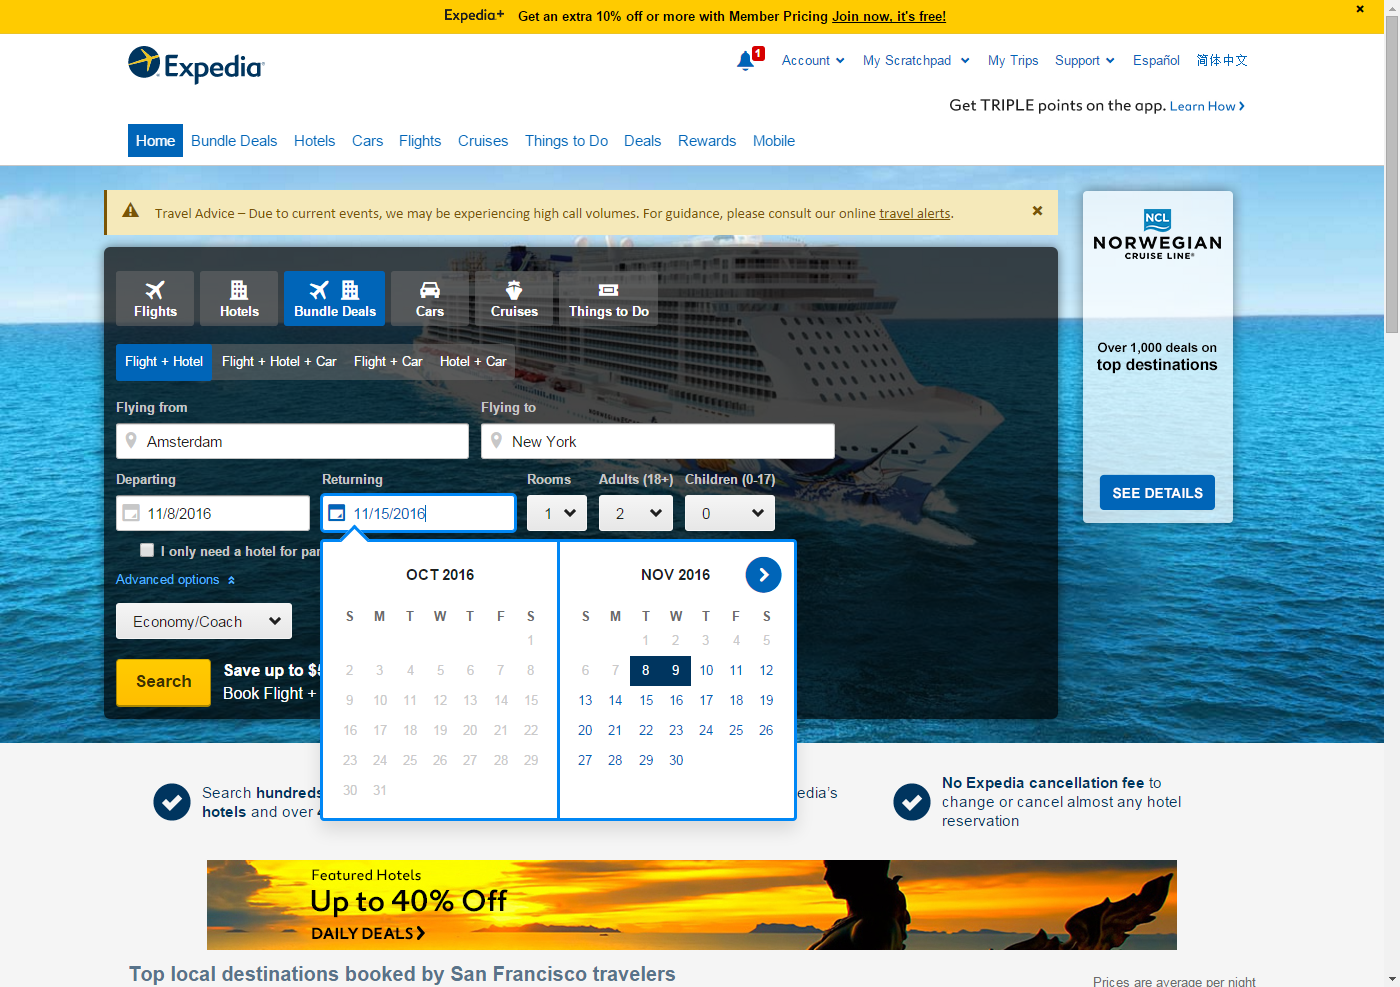 Expedia+ Get an extra 10% off or more with Member Pricing Join now, it's free!
Expedia
1 Account My Scratchpad My Trips Support Español 简体中文
Get TRIPLE points on the app. Learn How
Home Bundle Deals Hotels Cars Flights Cruises Things to Do Deals Rewards Mobile
Travel Advice – Due to current events, we may be experiencing high call volumes. For guidance, please consult our online travel alerts.
NCL
NORWEGIAN
CRUISE LINE®
Over 1,000 deals on
top destinations
SEE DETAILS
Flights Hotels Bundle Deals Cars Cruises Things to Do
Flight + Hotel Flight + Hotel + Car Flight + Car Hotel + Car
Flying from Flying to
Amsterdam New York
Departing Returning Rooms Adults (18+) Children (0-17)
11/8/2016 11/15/2016 1 2 0
I only need a hotel for par
Advanced options
Economy/Coach
Search
Save up to $
Book Flight +
OCT 2016
S M T W T F S
1
2 3 4 5 6 7 8
9 10 11 12 13 14 15
16 17 18 19 20 21 22
23 24 25 26 27 28 29
30 31
NOV 2016
S M T W T F S
1 2 3 4 5
6 7 8 9 10 11 12
13 14 15 16 17 18 19
20 21 22 23 24 25 26
27 28 29 30
Search hundreds
hotels and over
edia's
No Expedia cancellation fee to
change or cancel almost any hotel
reservation
Featured Hotels
Up to 40% Off
DAILY DEALS
Top local destinations booked by San Francisco travelers
Prices are average per night